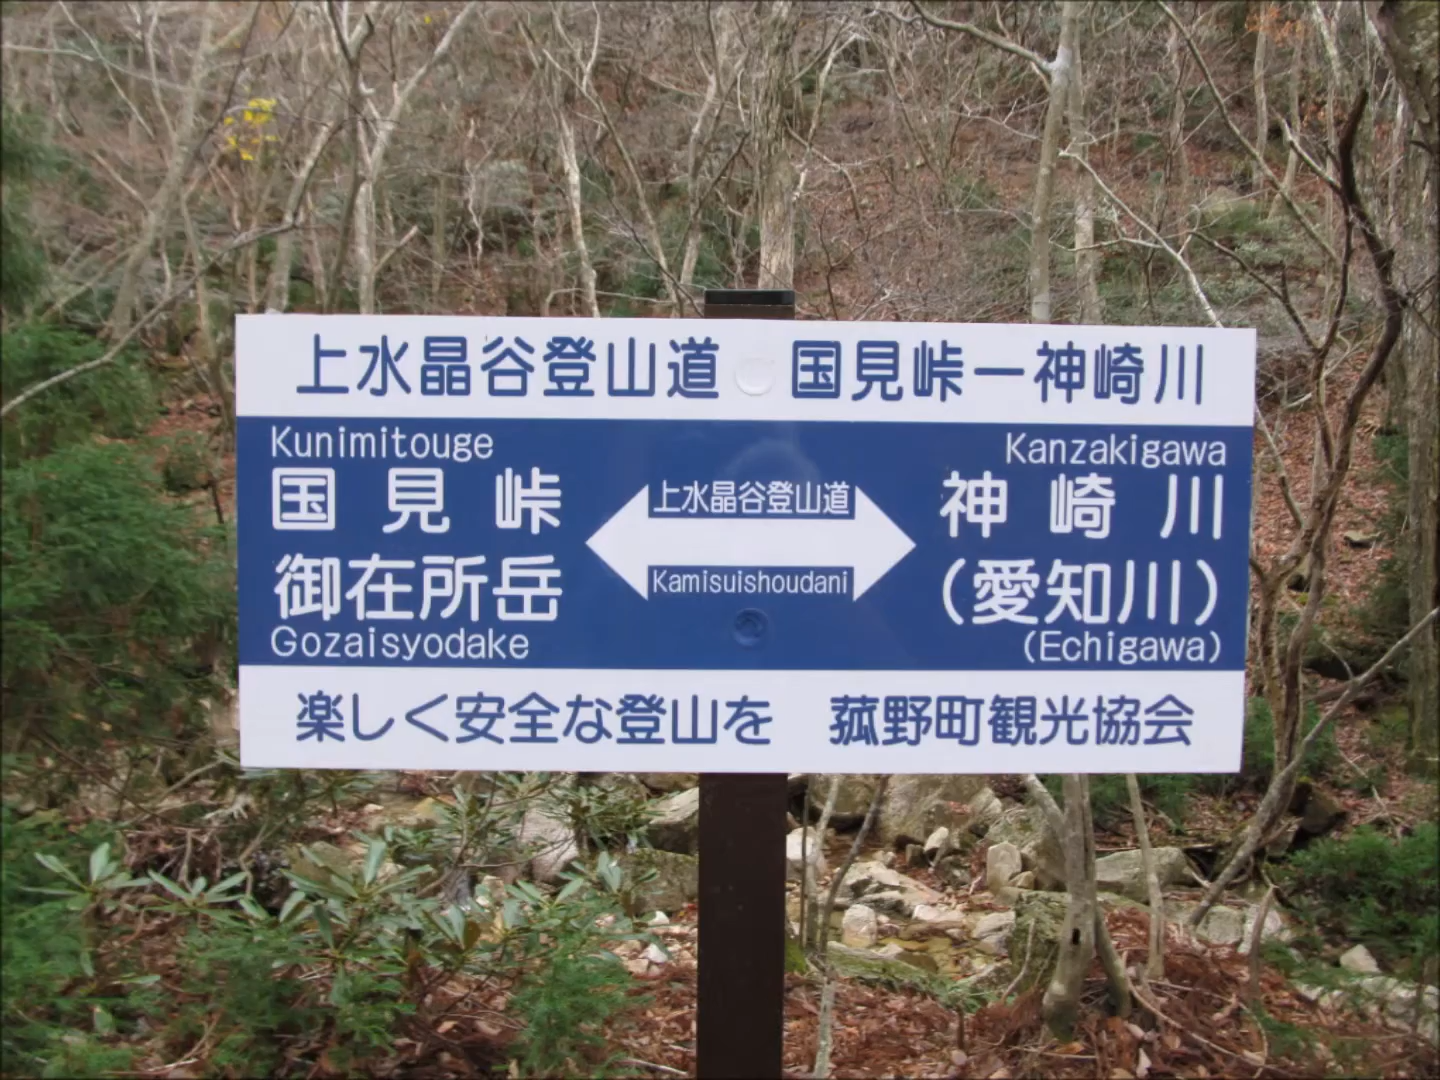 上水晶谷登山道 国見峠ー神崎川
Kunimitouge
国見峠
御在所岳
Gozaisyodake
上水晶谷登山道
Kamisuishoudani
Kanzakigawa
神崎川
(愛知川)
(Echigawa)
楽しく安全な登山を 菰野町観光協会